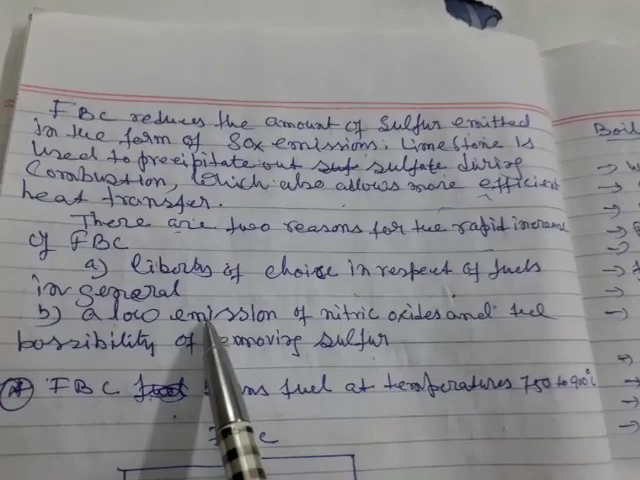 FBC reduces the amount of Sulfur emitted
in the form of SOx emissions. Limestone is
used to precipitate out sulfate during
Combustion, which also allows more efficient
heat transfer.
There are two reasons for the rapid increase
of FBC
a) liberty of choice in respect of fuels
in general
b) a low emission of nitric oxides and the
possibility of removing sulfur
FBC fuel at temperatures 750 to 900°C
C
Boil